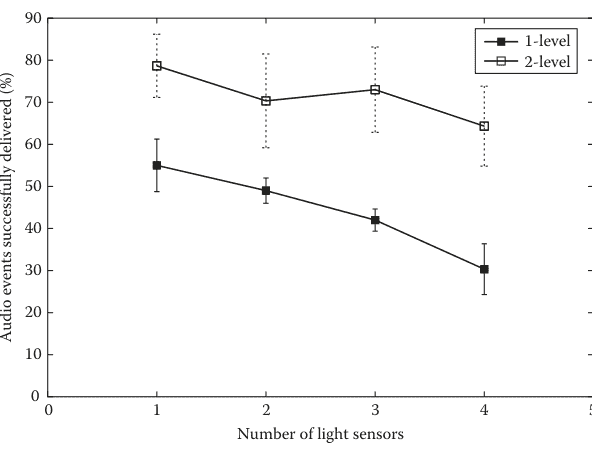 90
80
70
60
50
40
30
20
10
0
Audio events successfully delivered (%)
1-level
2-level
0 1 2 3 4 5
Number of light sensors